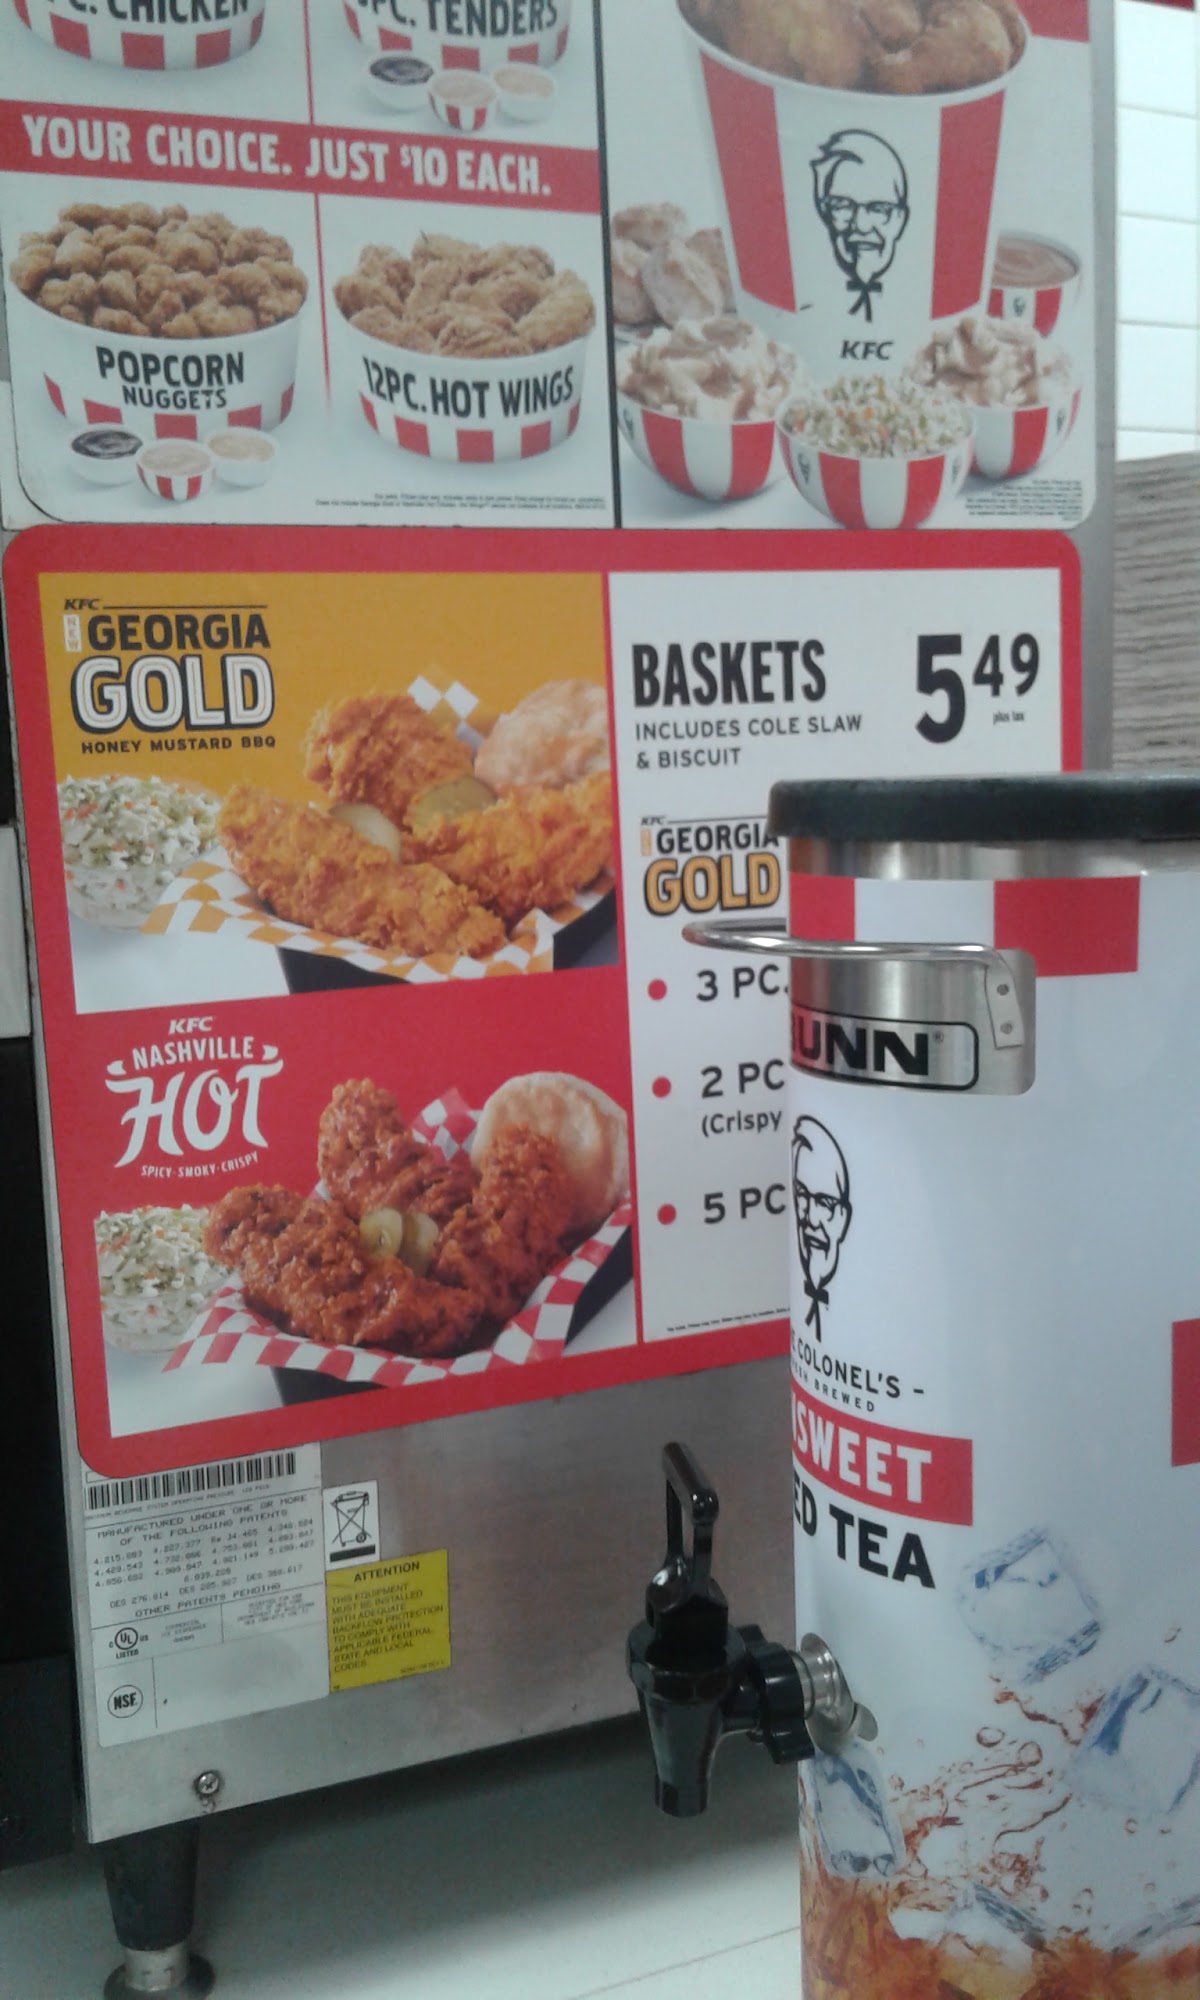 C. CHICKEN
PC. TENDERS
YOUR CHOICE. JUST $10 EACH.
POPCORN
NUGGETS
12PC. HOT WINGS
KFC
KFC
NEW
GEORGIA
GOLD
HONEY MUSTARD BBQ
KFC
NASHVILLE
HOT
SPICY-SMOKY-CRISPY
BASKETS
INCLUDES COLE SLAW
& BISCUIT
5 49
plus tax
KFC
GEORGIA
GOLD
• 3 PC.
• 2 PC
(Crispy
• 5 PC
UNN®
E COLONEL'S -
BREWED
SWEET
ED TEA
MANUFACTURED UNDER ONE OR MORE
OF THE FOLLOWING PATENTS
OTHER PATENTS PENDING
C UL US
LISTED
NSF
ATTENTION
THIS EQUIPMENT
MUST BE INSTALLED
WITH ADEQUATE
BACKFLOW PROTECTION
TO COMPLY WITH
APPLICABLE FEDERAL,
STATE AND LOCAL
CODES.